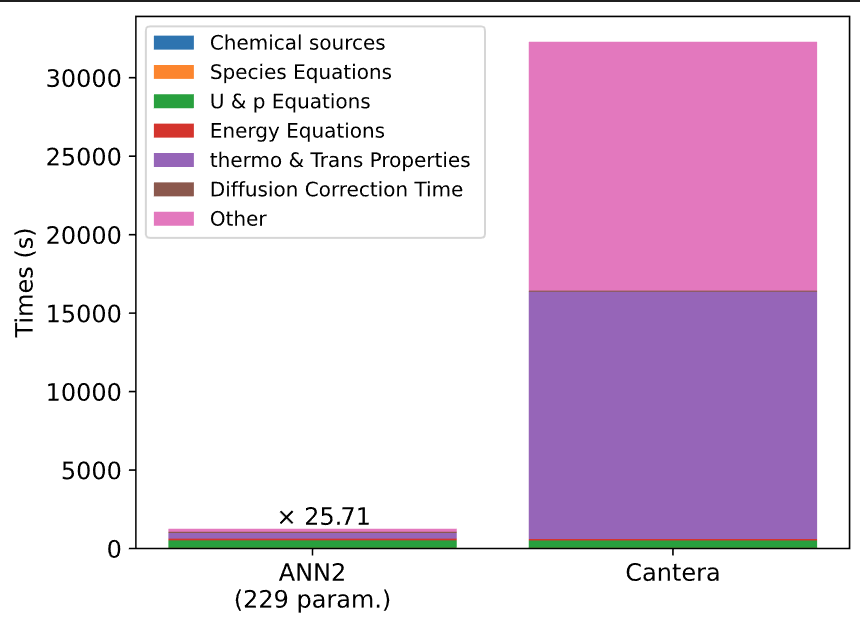 Chemical sources
Species Equations
U & p Equations
Energy Equations
thermo & Trans Properties
Diffusion Correction Time
Other
Times (s)
30000
25000
20000
15000
10000
5000
0
× 25.71
ANN2
(229 param.)
Cantera